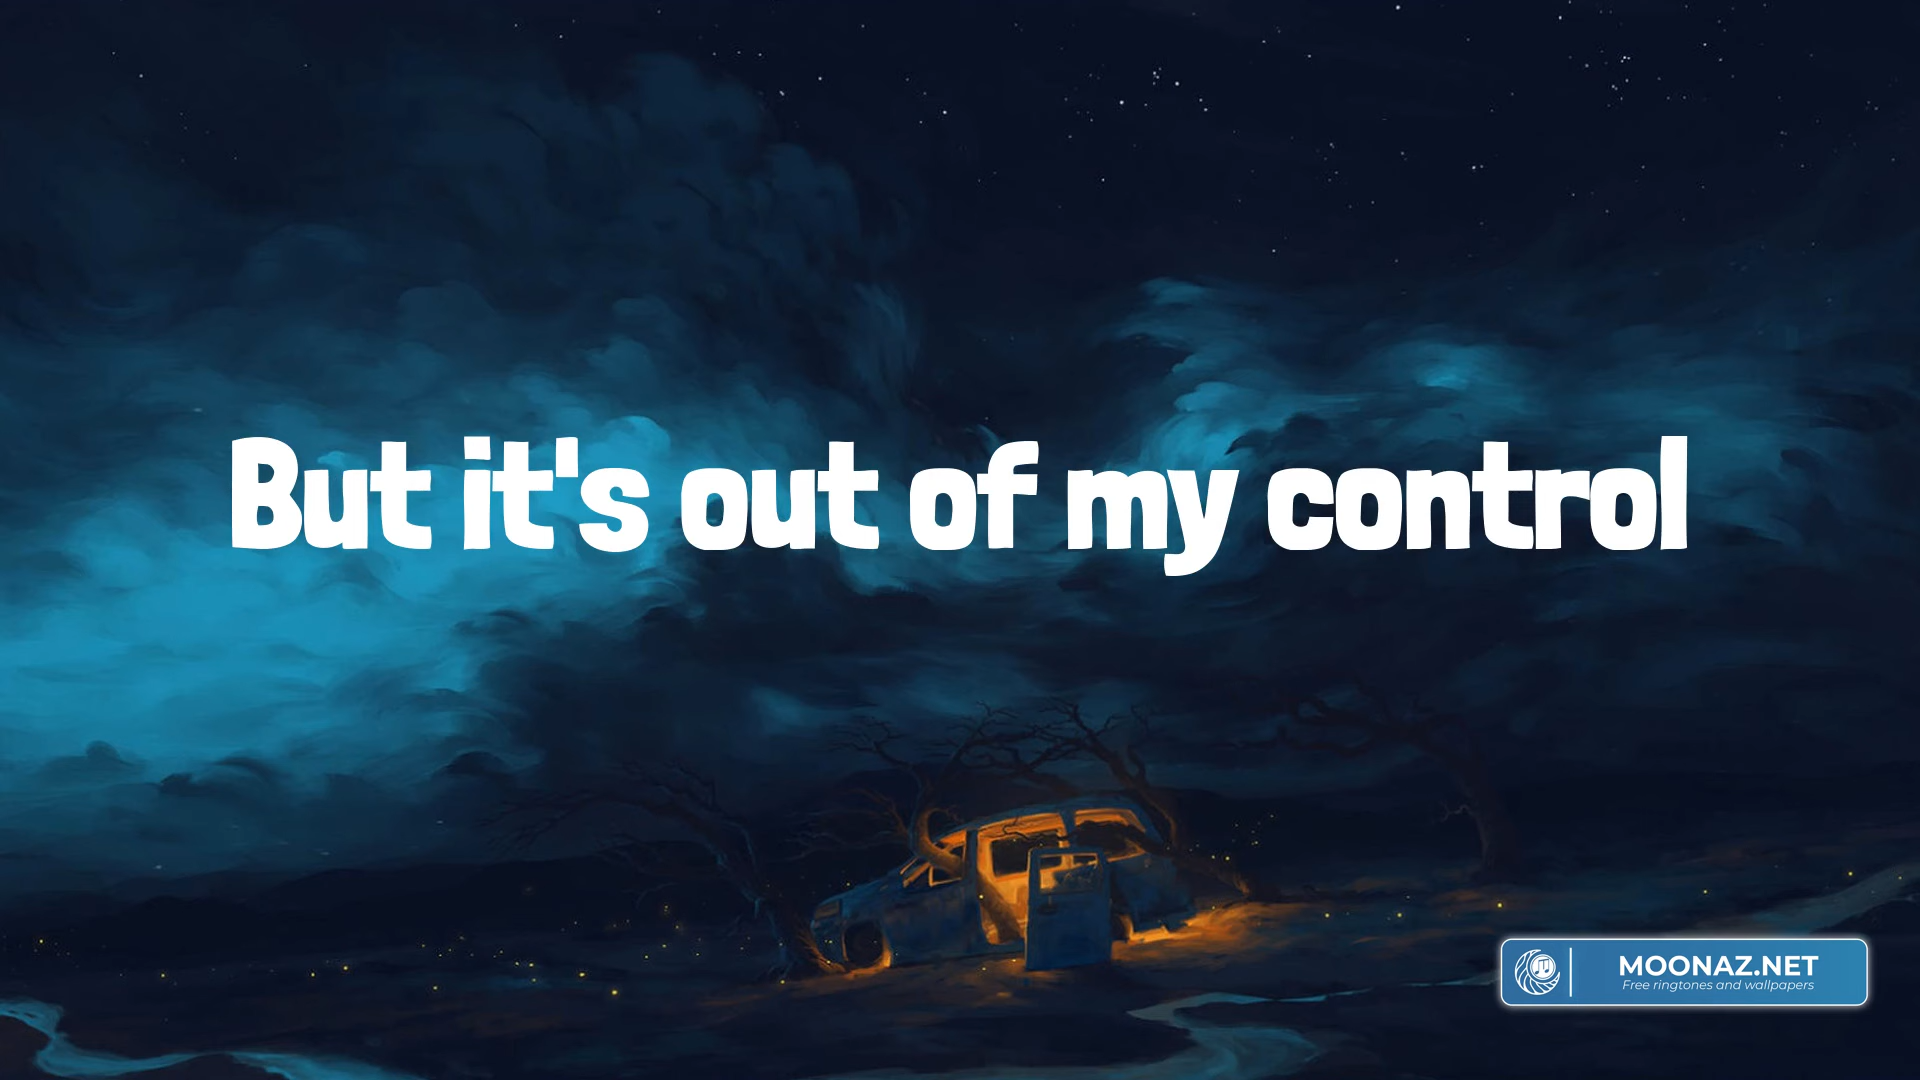 But it's out of my control
MOONAZ.NET
Free ringtones and wallpapers